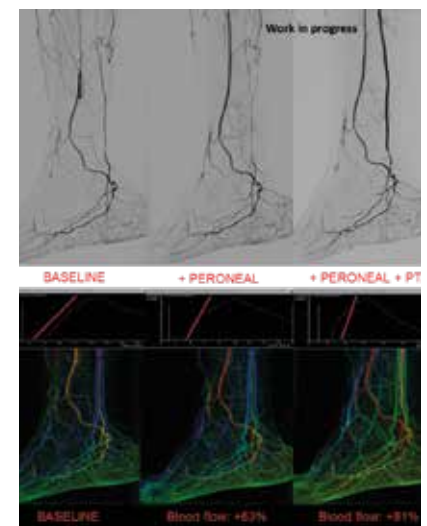 Work in progress
BASELINE
+ PERONEAL
+ PERONEAL + PT
BASELINE
Blood flow: +63%
Blood flow: +81%